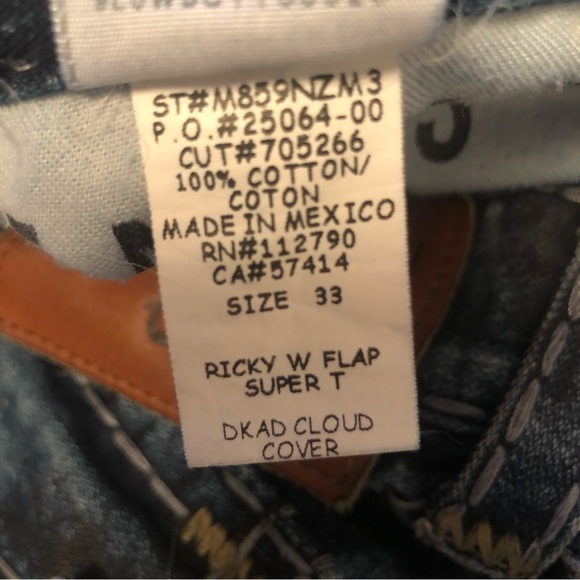 ST#M859NZM3
P.O.#25064-00
CUT#705266
100% COTTON/
COTON
MADE IN MEXICO
RN#112790
CA#57414
SIZE 33
RICKY W FLAP
SUPER T
DKAD CLOUD
COVER